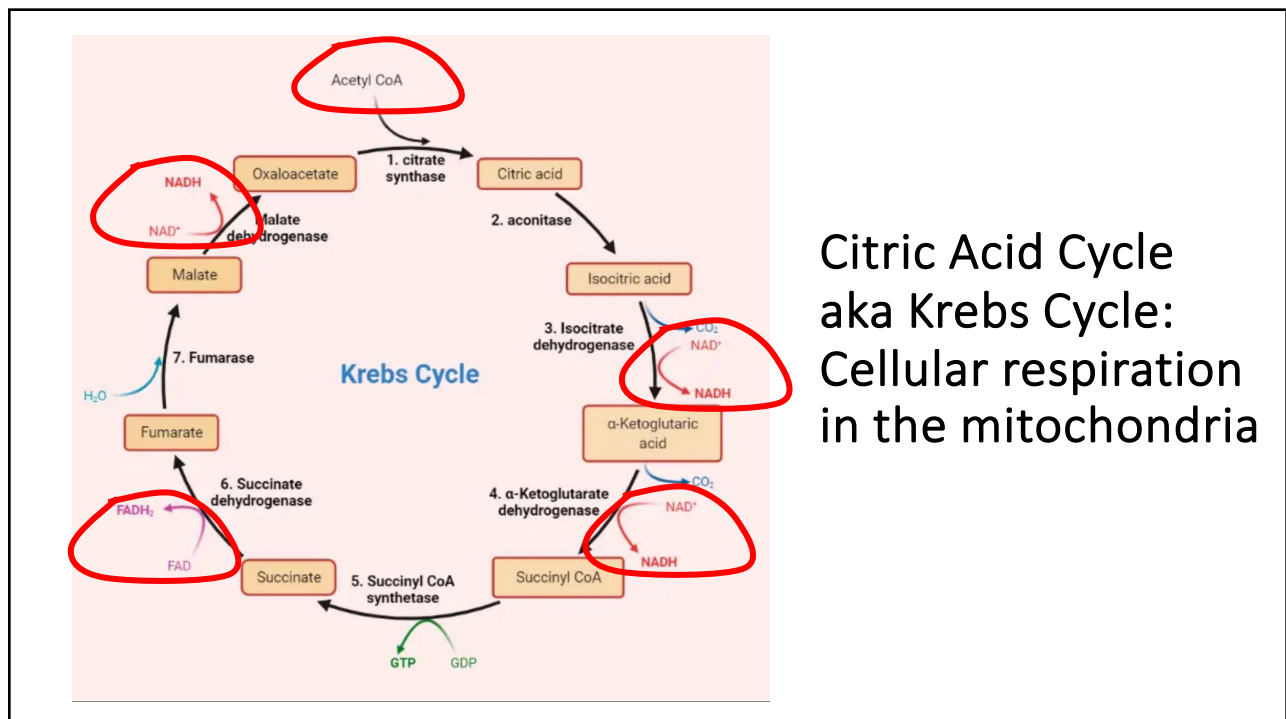 Acetyl CoA
Oxaloacetate
1. citrate
synthase
Citric acid
2. aconitase
Isocitric acid
3. Isocitrate
dehydrogenase
CO₂
NAD⁺
NADH
α-Ketoglutaric
acid
CO₂
4. α-Ketoglutarate
dehydrogenase
NAD⁺
NADH
Succinyl CoA
5. Succinyl CoA
synthetase
GTP
GDP
Succinate
6. Succinate
dehydrogenase
FADH₂
FAD
Fumarate
7. Fumarase
H₂O
Malate
Malate
dehydrogenase
NADH
NAD⁺
Krebs Cycle
Citric Acid Cycle
aka Krebs Cycle:
Cellular respiration
in the mitochondria